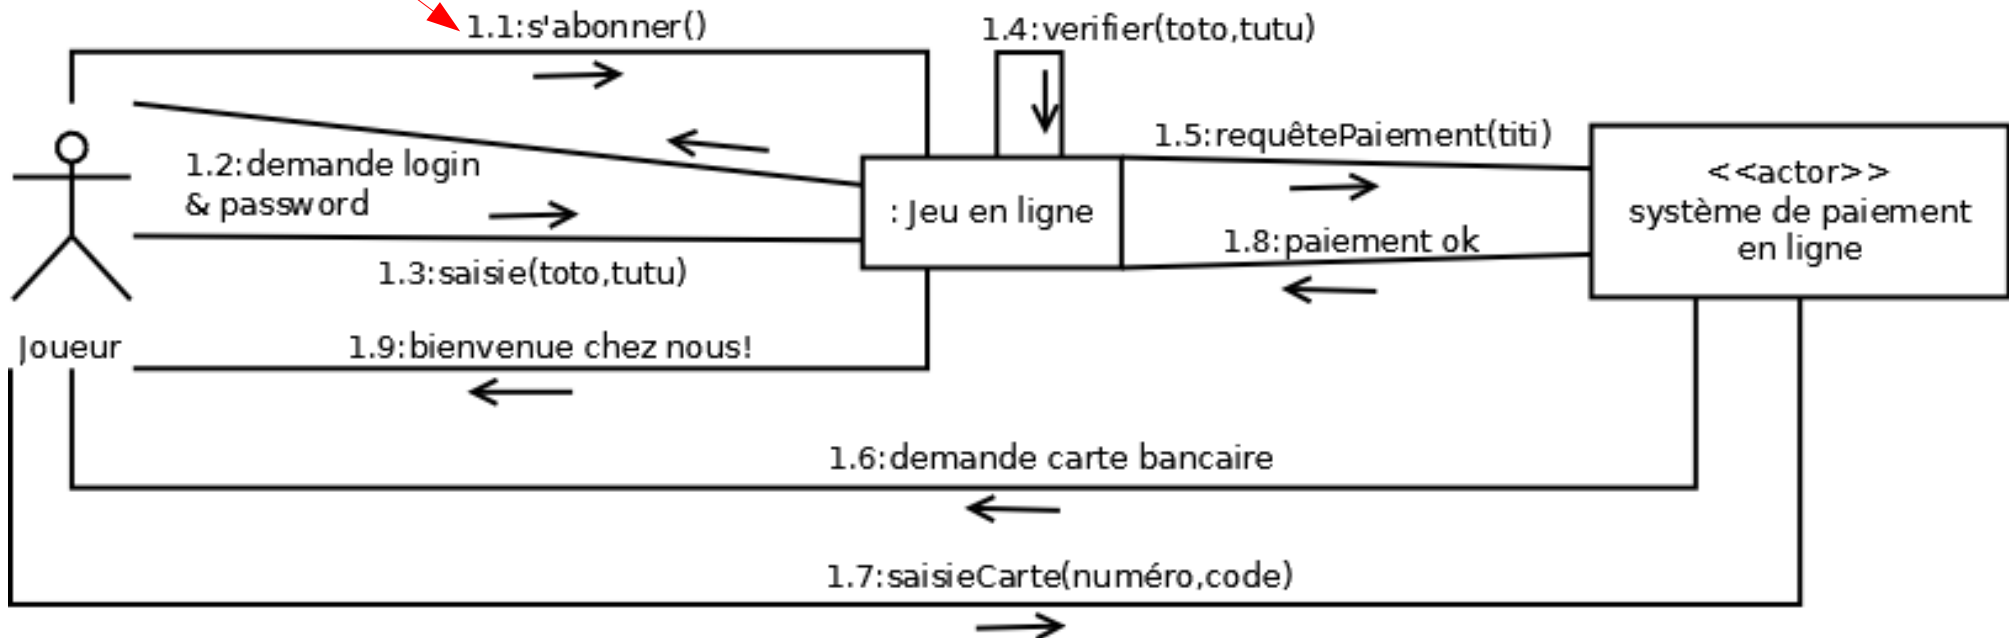 1.1:s'abonner()
1.4:verifier(toto,tutu)
1.5:requêtePaiement(titi)
1.2:demande login
& password
<<actor>>
système de paiement
en ligne
: Jeu en ligne
1.8:paiement ok
1.3:saisie(toto,tutu)
Joueur
1.9:bienvenue chez nous!
1.6:demande carte bancaire
1.7:saisieCarte(numéro,code)